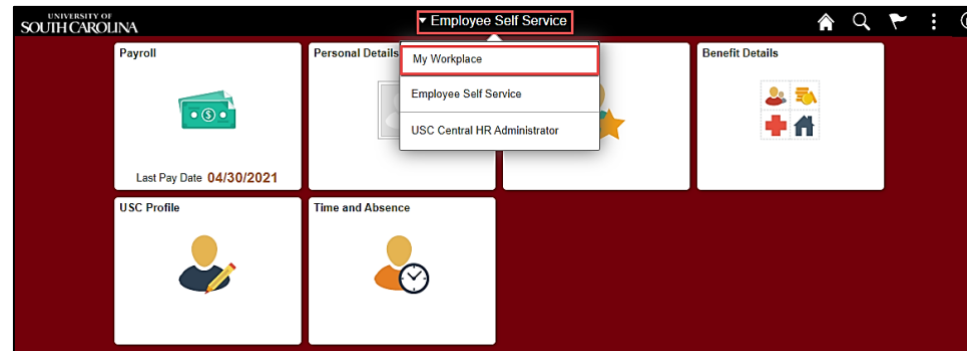 UNIVERSITY OF
SOUTH CAROLINA
Employee Self Service
Payroll
Last Pay Date 04/30/2021
Personal Details
My Workplace
Employee Self Service
USC Central HR Administrator
Benefit Details
USC Profile
Time and Absence